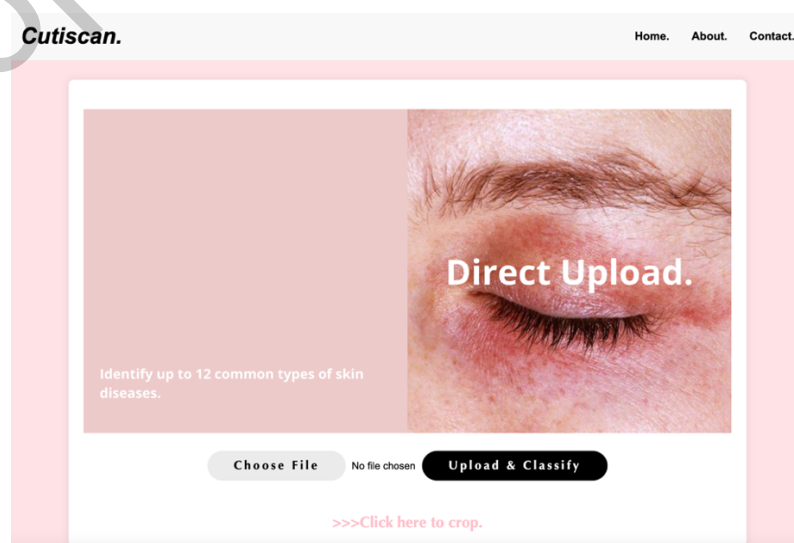 Cutiscan.
Home. About. Contact.
Direct Upload.
Identify up to 12 common types of skin
diseases.
Choose File No file chosen Upload & Classify
>>>Click here to crop.